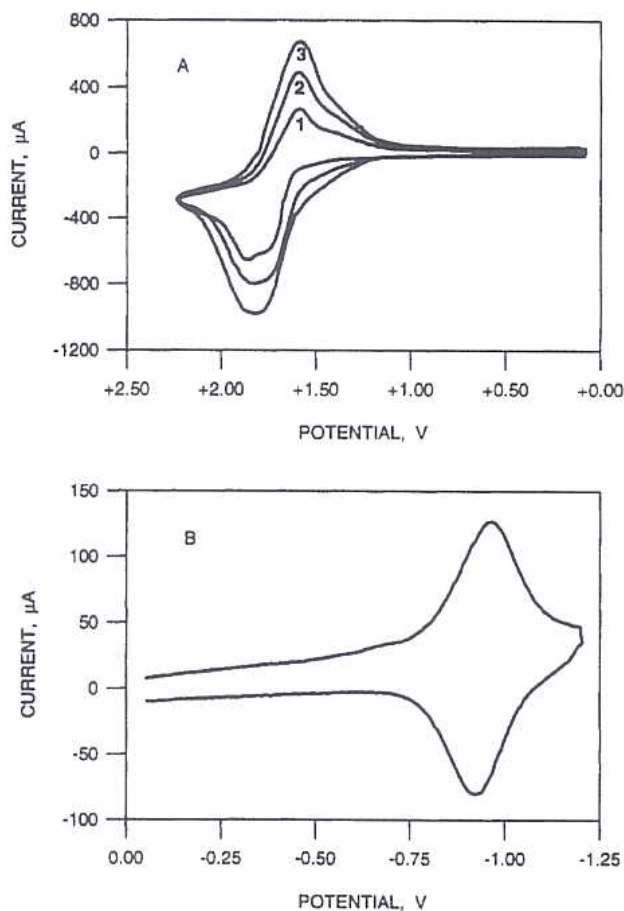 800
400
0
-400
-800
-1200
CURRENT, μA
A
3
2
1
+2.50 +2.00 +1.50 +1.00 +0.50 +0.00
POTENTIAL, V
150
100
50
0
-50
-100
CURRENT, μA
B
0.00 -0.25 -0.50 -0.75 -1.00 -1.25
POTENTIAL, V